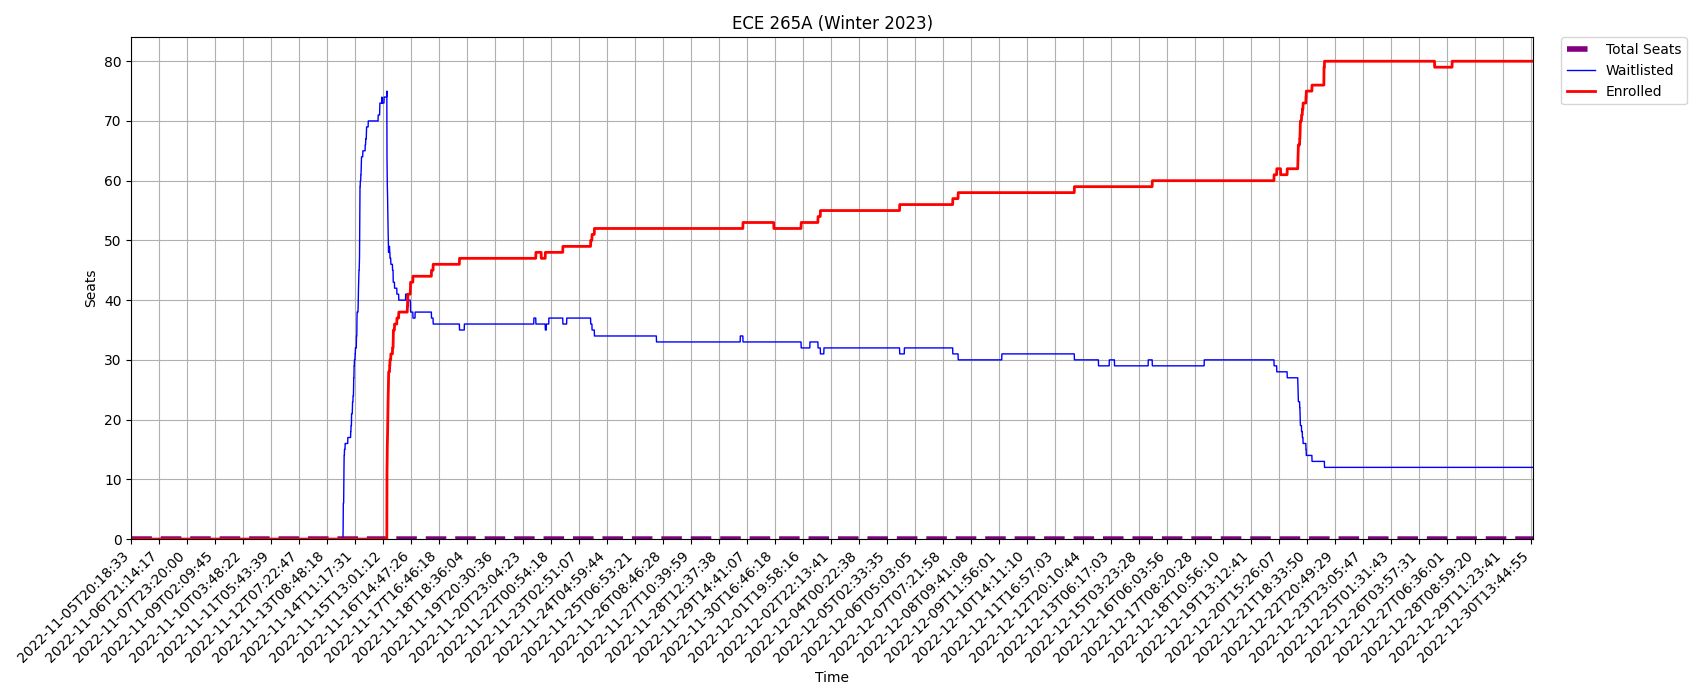 ECE 265A (Winter 2023)
Total Seats
Waitlisted
Enrolled
Seats
80
70
60
50
40
30
20
10
0
2022-11-05T20:18:33
2022-11-06T21:14:17
2022-11-07T23:20:00
2022-11-09T02:09:45
2022-11-10T03:48:22
2022-11-11T05:43:39
2022-11-12T07:22:47
2022-11-13T08:48:18
2022-11-14T11:17:31
2022-11-15T13:01:12
2022-11-16T14:47:26
2022-11-17T16:46:18
2022-11-18T18:36:04
2022-11-19T20:30:36
2022-11-20T23:04:23
2022-11-22T00:54:18
2022-11-23T02:51:07
2022-11-24T04:59:44
2022-11-25T06:53:21
2022-11-26T08:46:28
2022-11-27T10:39:59
2022-11-28T12:37:38
2022-11-29T14:41:07
2022-11-30T16:46:18
2022-12-01T19:58:16
2022-12-02T22:13:41
2022-12-04T00:22:38
2022-12-05T02:33:35
2022-12-06T05:03:05
2022-12-07T07:21:58
2022-12-08T09:41:08
2022-12-09T11:56:01
2022-12-10T14:11:10
2022-12-11T16:57:03
2022-12-12T20:10:44
2022-12-13T06:17:03
2022-12-15T23:23:28
2022-12-16T06:03:56
2022-12-17T08:20:28
2022-12-18T10:56:10
2022-12-19T13:12:41
2022-12-20T15:26:07
2022-12-21T18:33:50
2022-12-22T20:49:29
2022-12-23T23:05:47
2022-12-25T01:31:43
2022-12-26T03:57:31
2022-12-27T06:36:01
2022-12-28T08:59:20
2022-12-29T11:23:41
2022-12-30T13:44:55
Time